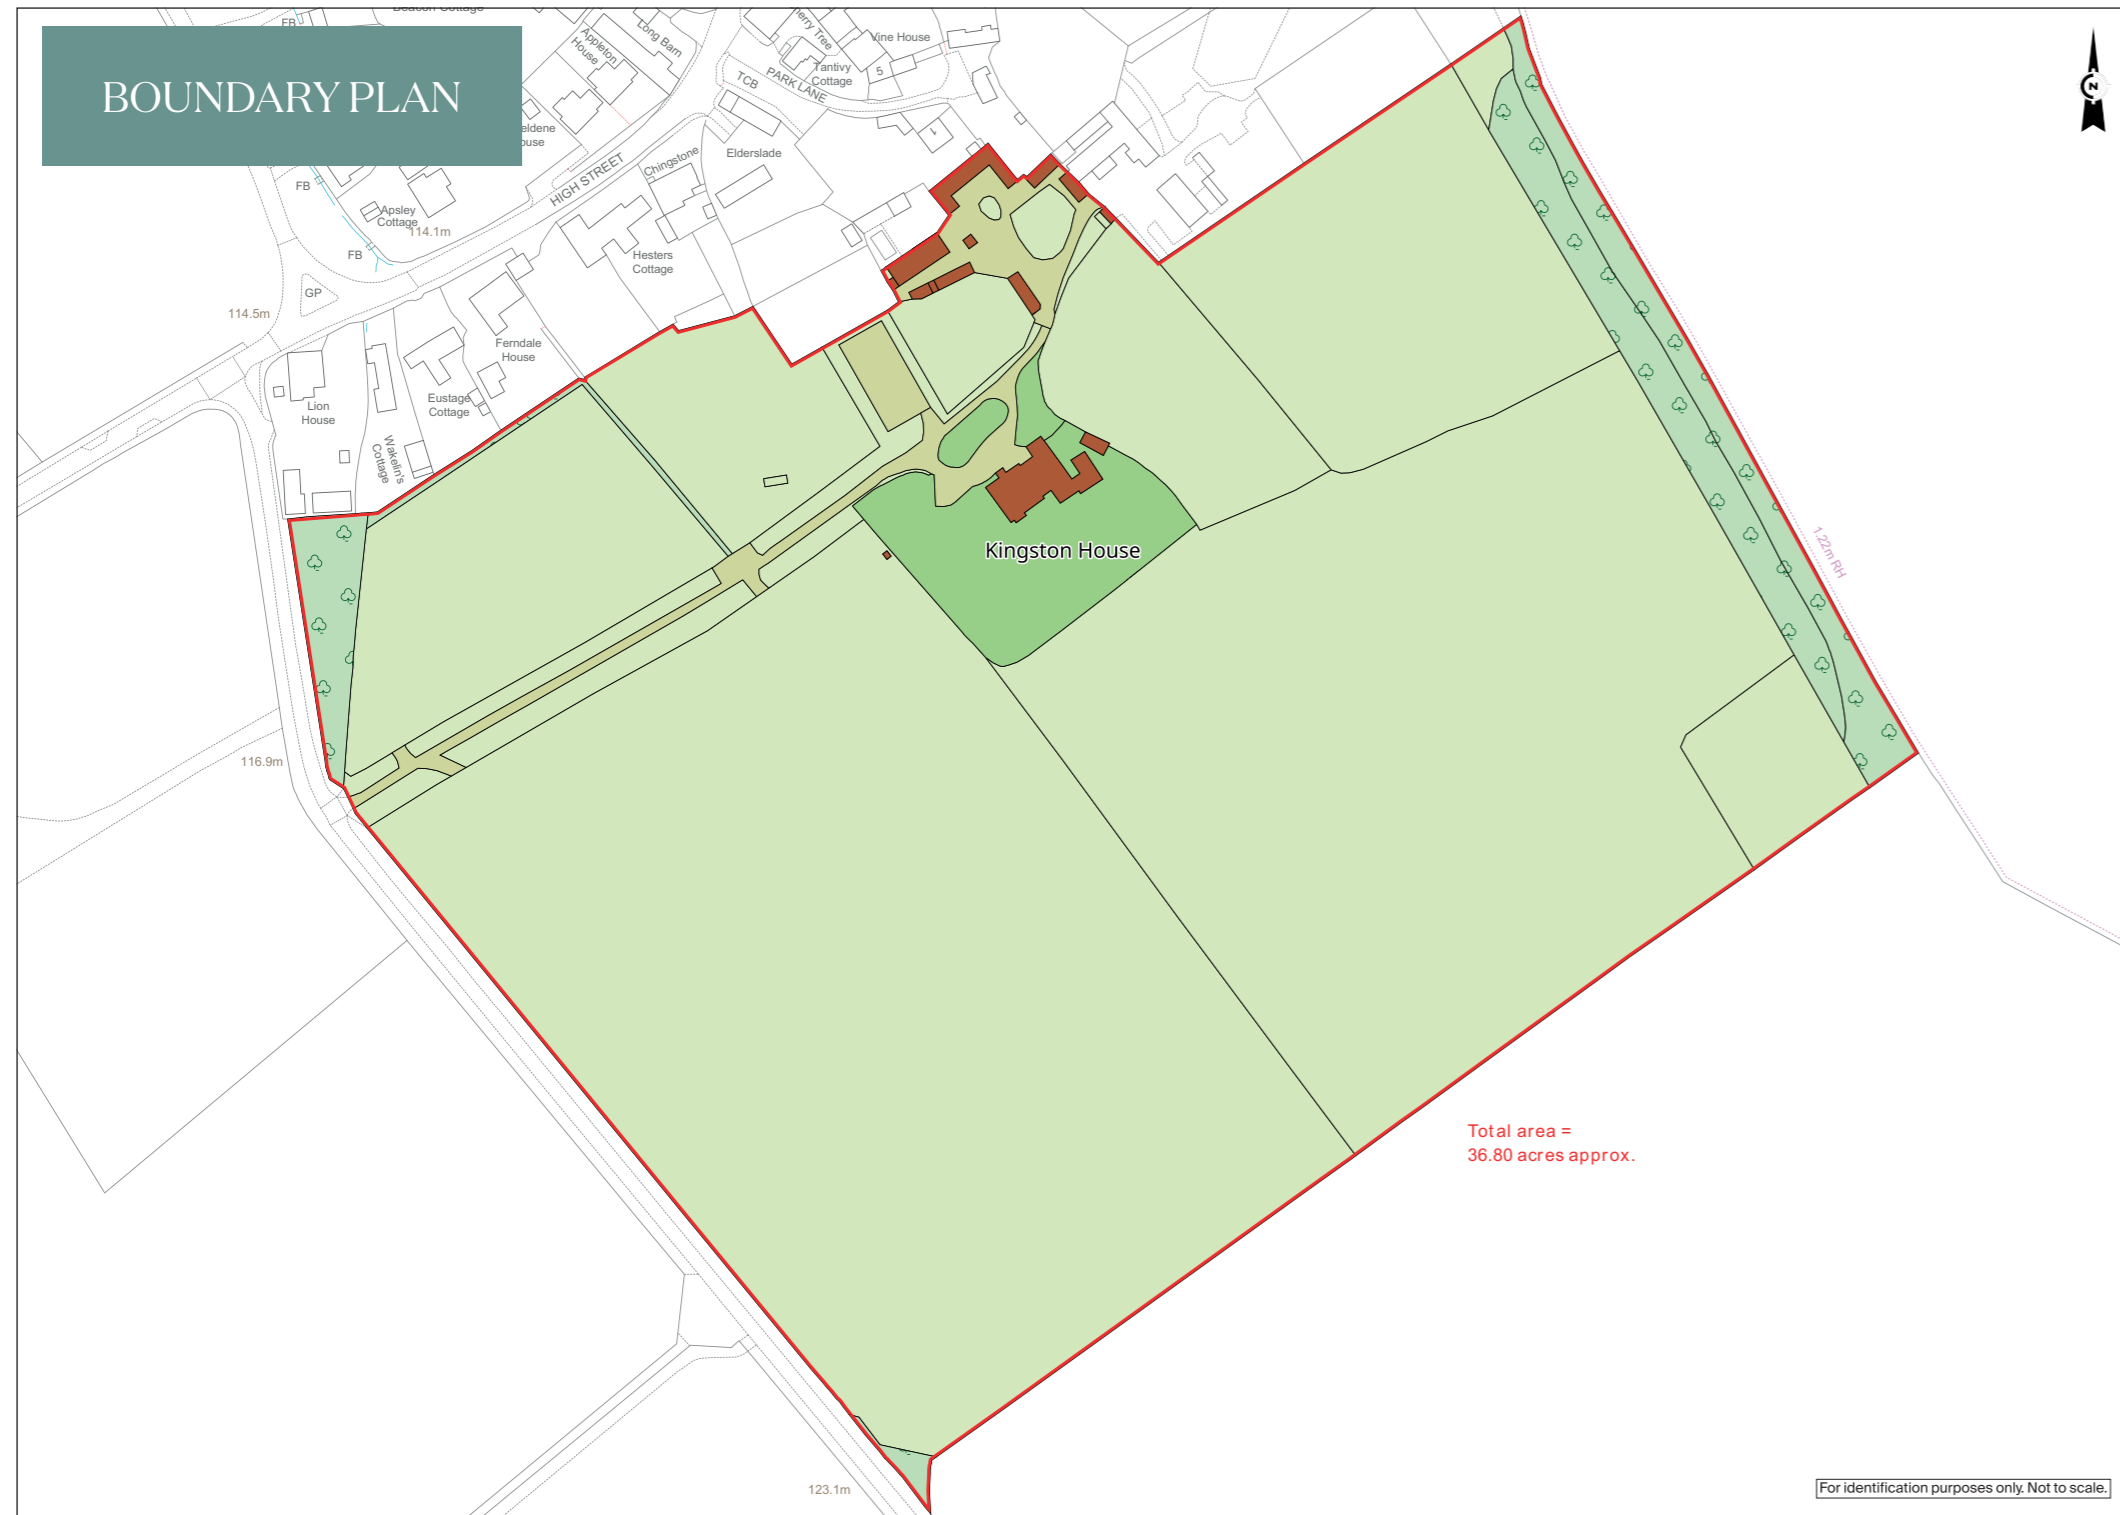 BOUNDARY PLAN
FB
Appleton
House
Long Barn
Vine House
Tantivy
Cottage
5
TCB
PARK LANE
N
1
Elderslade
Chingstone
HIGH STREET
FB
Apsley
Cottage
114.1m
FB
Hesters
Cottage
GP
114.5m
Ferndale
House
Eustage
Cottage
Lion
House
Wakelin's
Cottage
Kingston House
1.22m RH
116.9m
Total area =
36.80 acres approx.
123.1m
For identification purposes only. Not to scale.